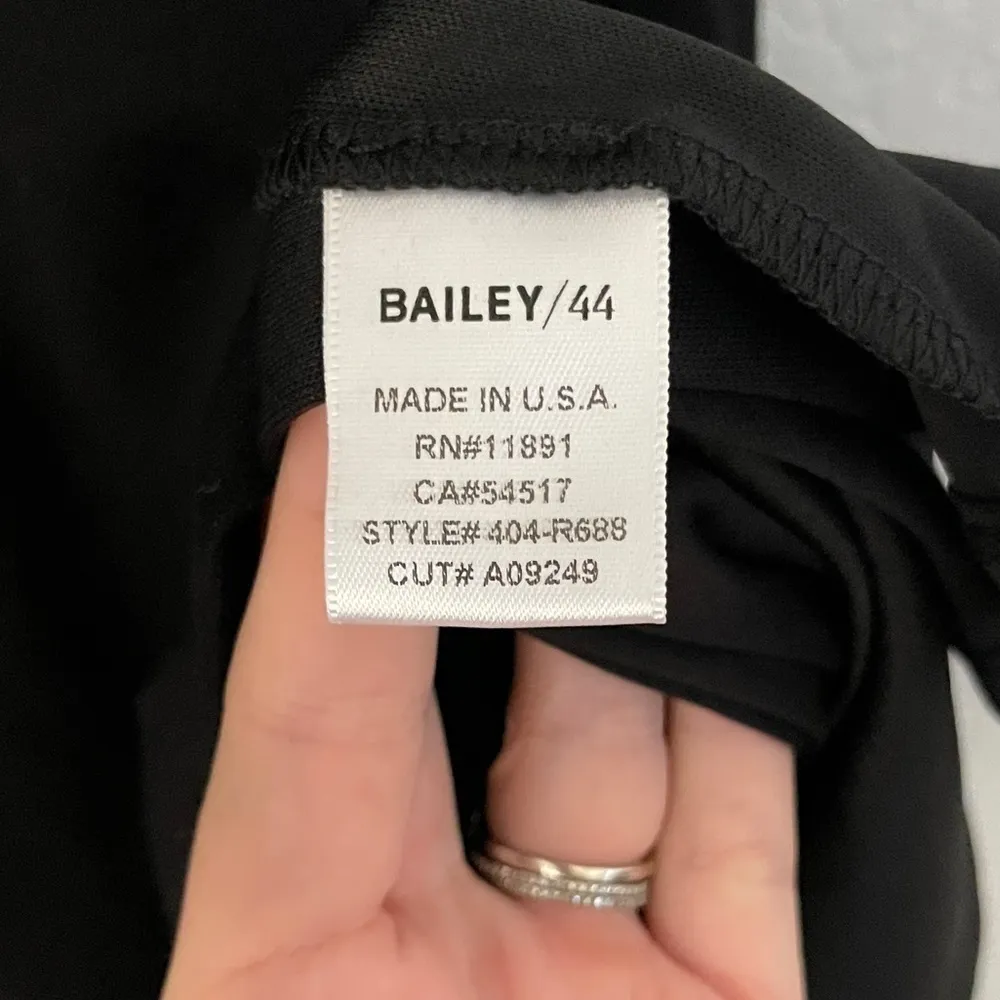 BAILEY/44
MADE IN U.S.A.
RN#11891
CA#54517
STYLE# 404-R688
CUT# A09249